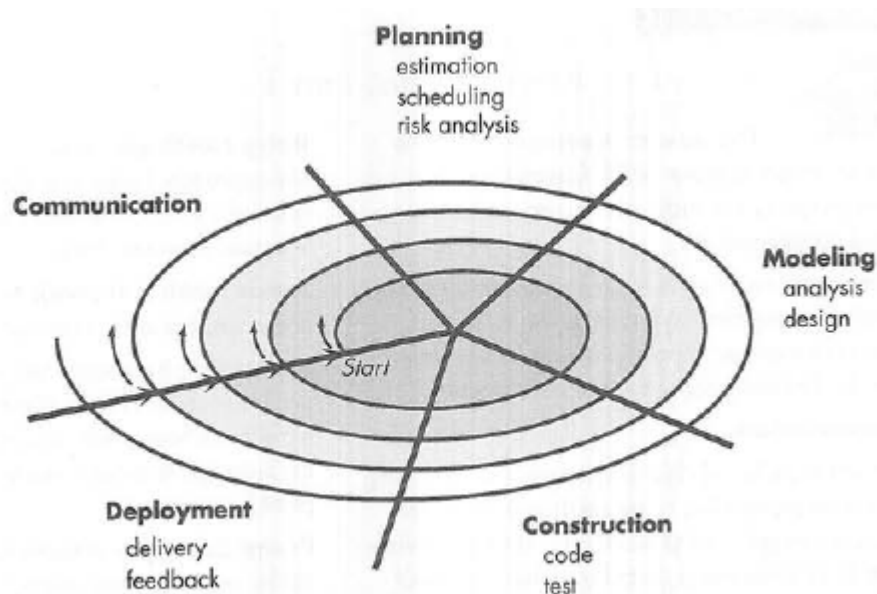 Planning
estimation
scheduling
risk analysis
Communication
Modeling
analysis
design
Start
Deployment
delivery
feedback
Construction
code
test